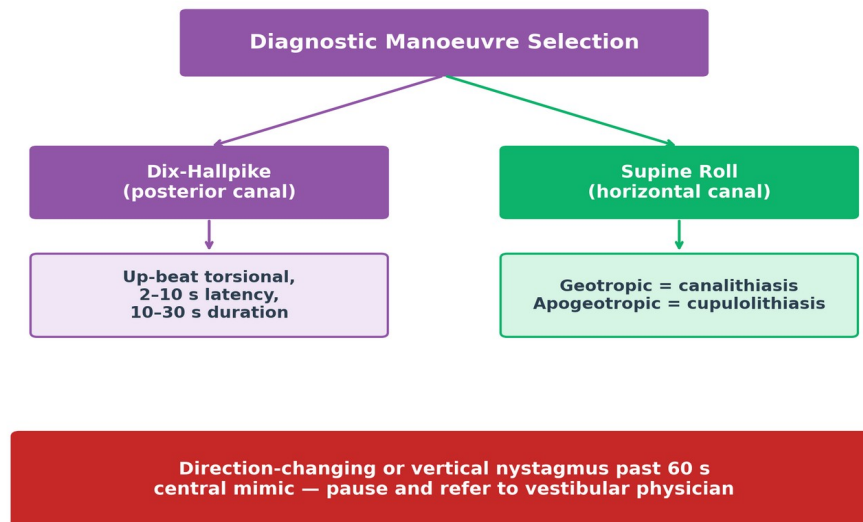 Diagnostic Manoeuvre Selection
Dix-Hallpike
(posterior canal)
Up-beat torsional,
2–10 s latency,
10–30 s duration
Supine Roll
(horizontal canal)
Geotropic = canalithiasis
Apogeotropic = cupulolithiasis
Direction-changing or vertical nystagmus past 60 s
central mimic — pause and refer to vestibular physician